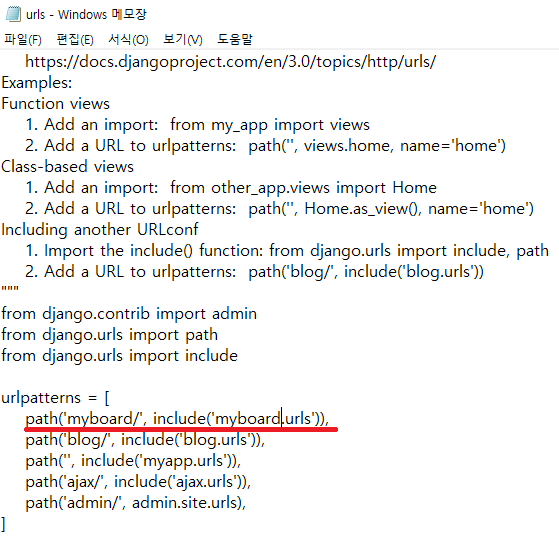 urls - Windows 메모장
파일(F) 편집(E) 서식(O) 보기(V) 도움말
https://docs.djangoproject.com/en/3.0/topics/http/urls/
Examples:
Function views
1. Add an import:  from my_app import views
2. Add a URL to urlpatterns:  path('', views.home, name='home')
Class-based views
1. Add an import:  from other_app.views import Home
2. Add a URL to urlpatterns:  path('', Home.as_view(), name='home')
Including another URLconf
1. Import the include() function: from django.urls import include, path
2. Add a URL to urlpatterns:  path('blog/', include('blog.urls'))
"""
from django.contrib import admin
from django.urls import path
from django.urls import include
urlpatterns = [
path('myboard/', include('myboard.urls')),
path('blog/', include('blog.urls')),
path('', include('myapp.urls')),
path('ajax/', include('ajax.urls')),
path('admin/', admin.site.urls),
]